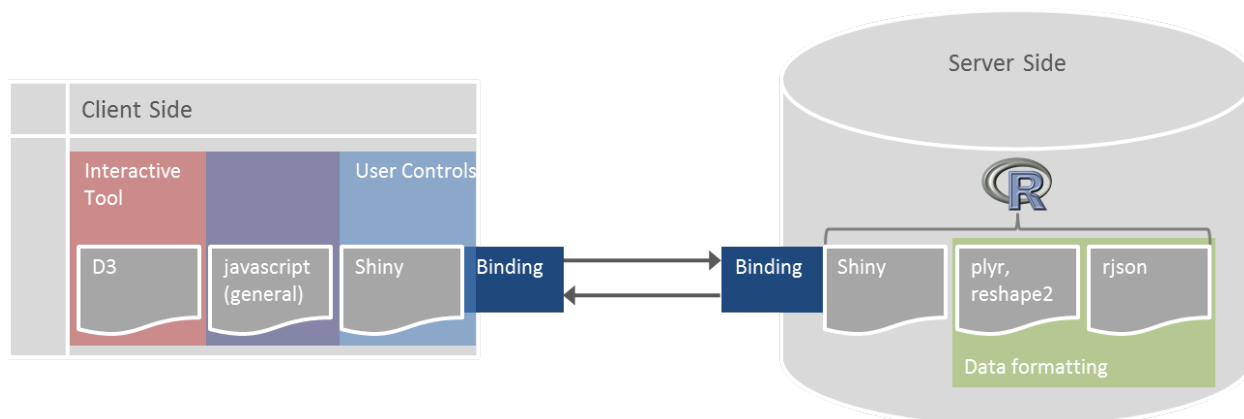 Server Side
Client Side
Interactive
Tool
User Controls
R
D3
javascript
(general)
Shiny
Binding
Binding
Shiny
plyr,
reshape2
rjson
Data formatting